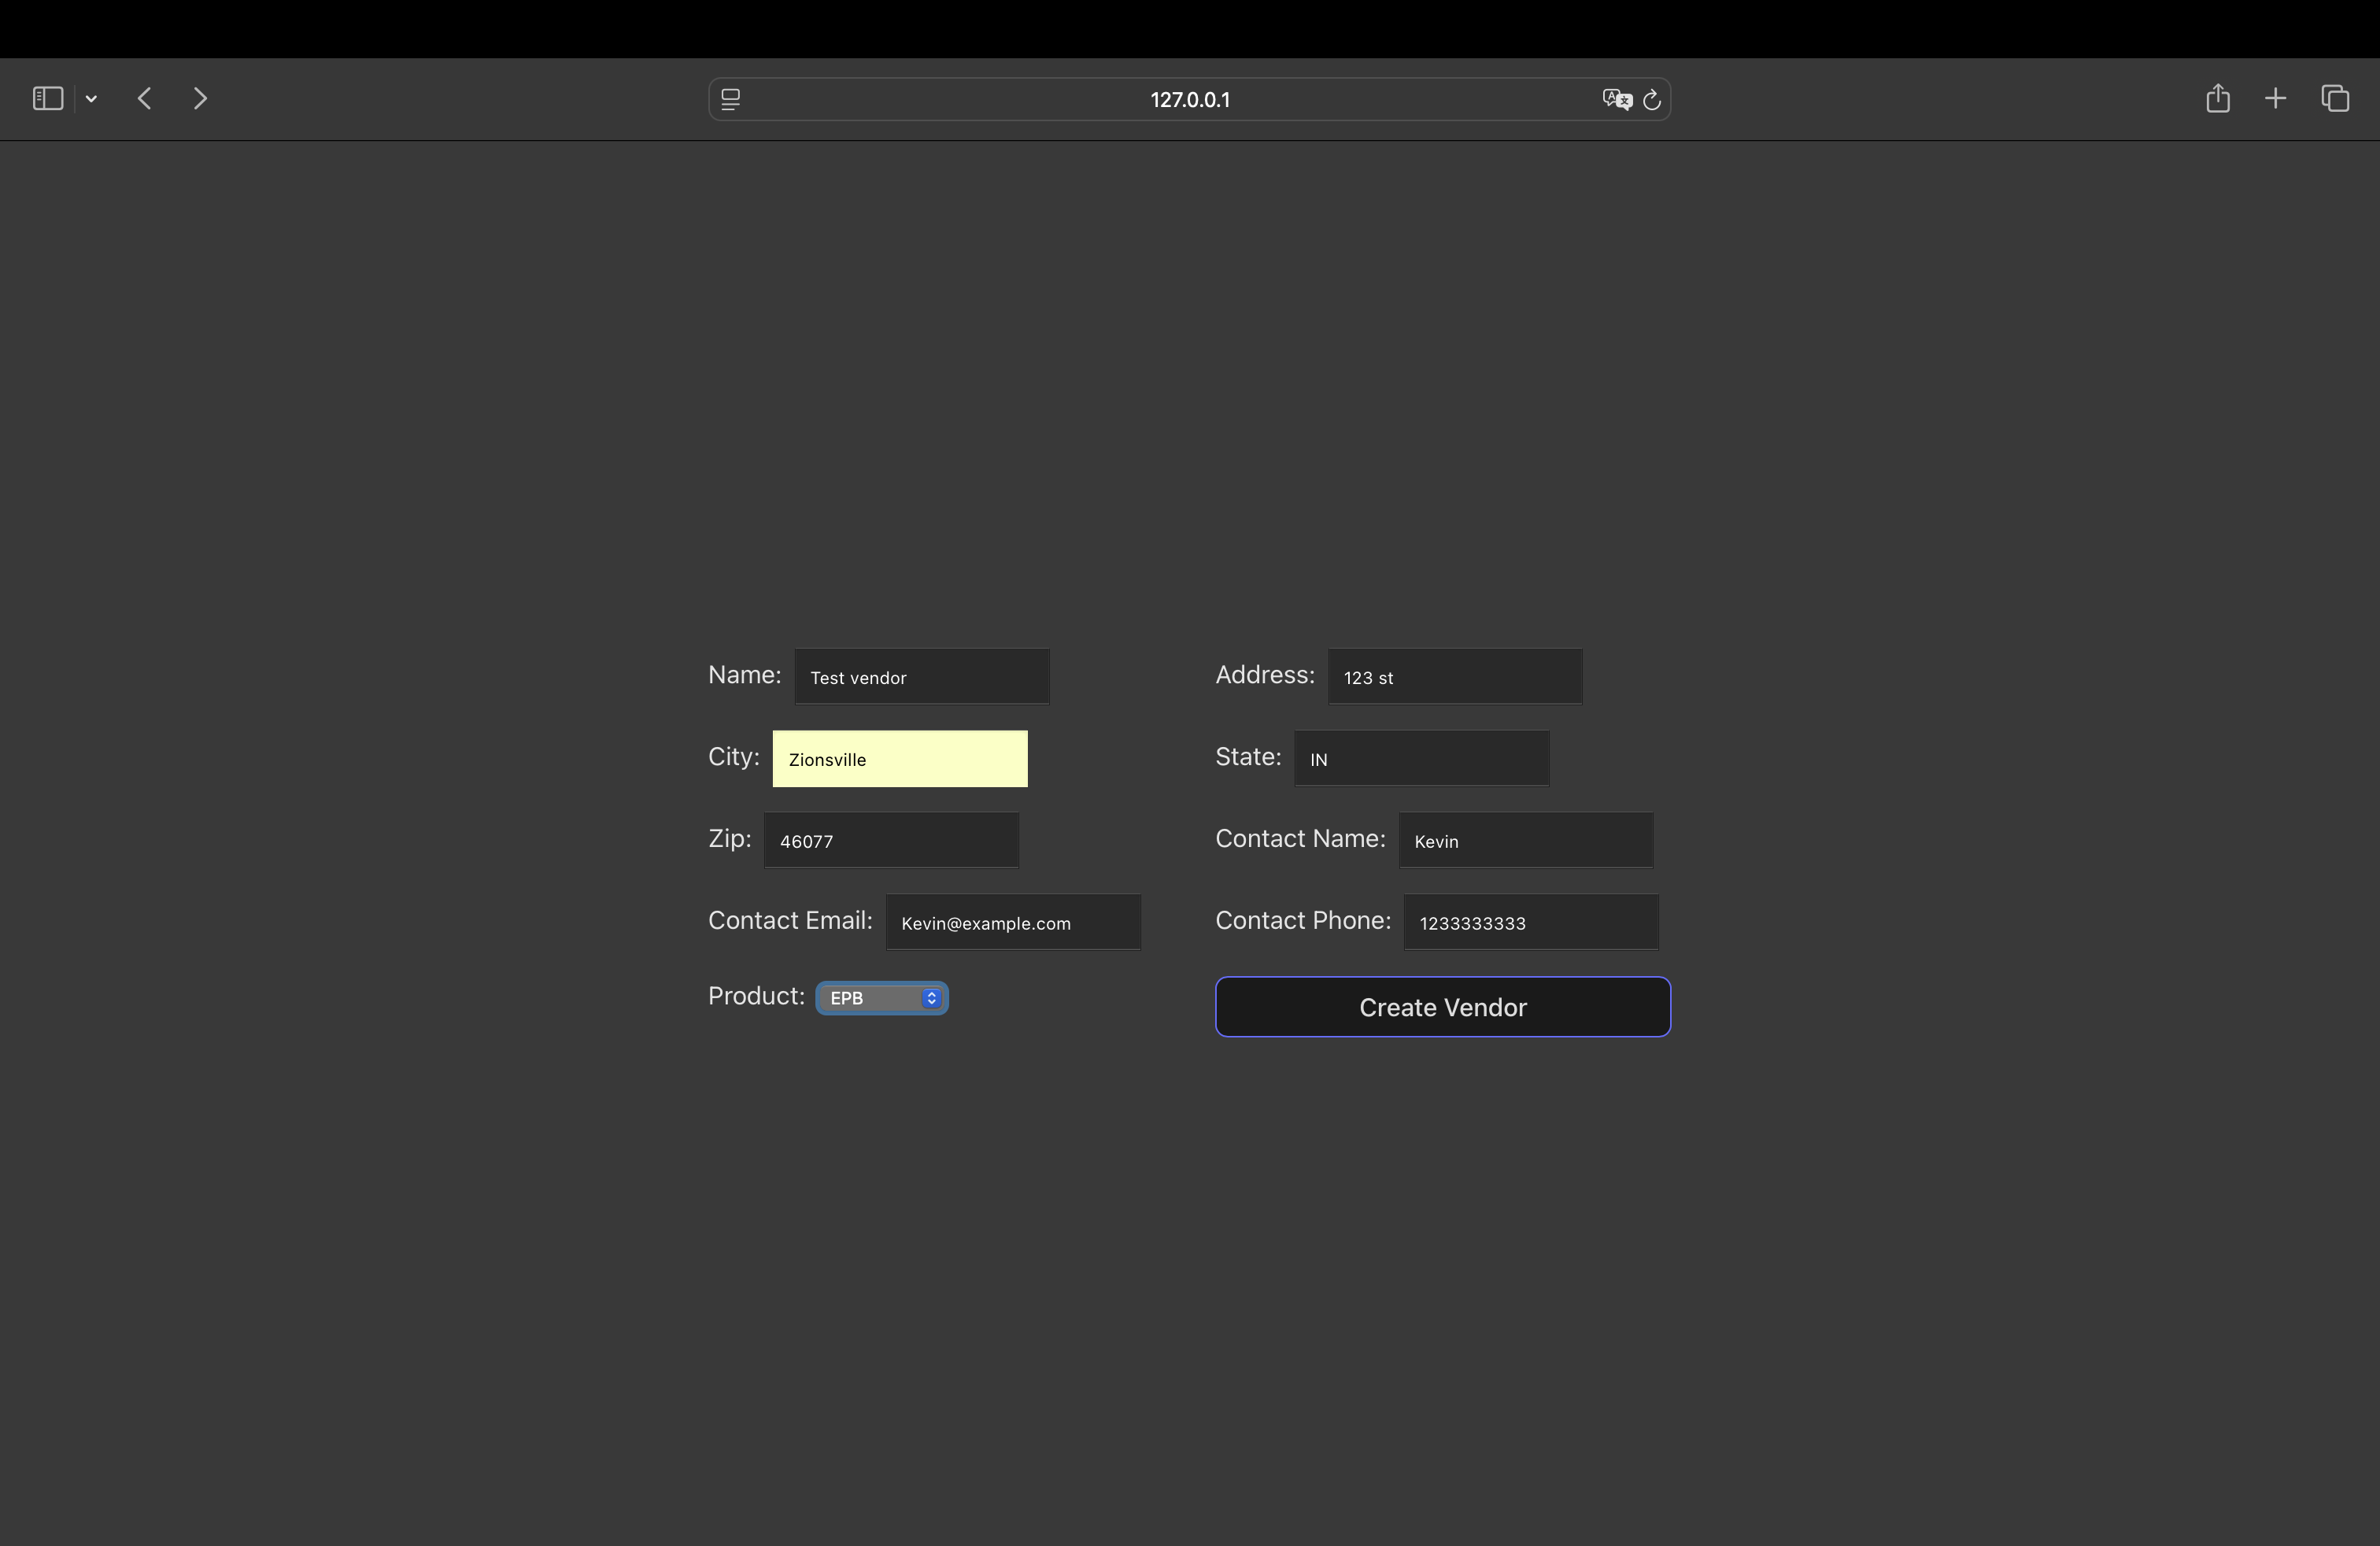 127.0.0.1
Name: Test vendor
Address: 123 st
City: Zionsville
State: IN
Zip: 46077
Contact Name: Kevin
Contact Email: Kevin@example.com
Contact Phone: 1233333333
Product: EPB
Create Vendor